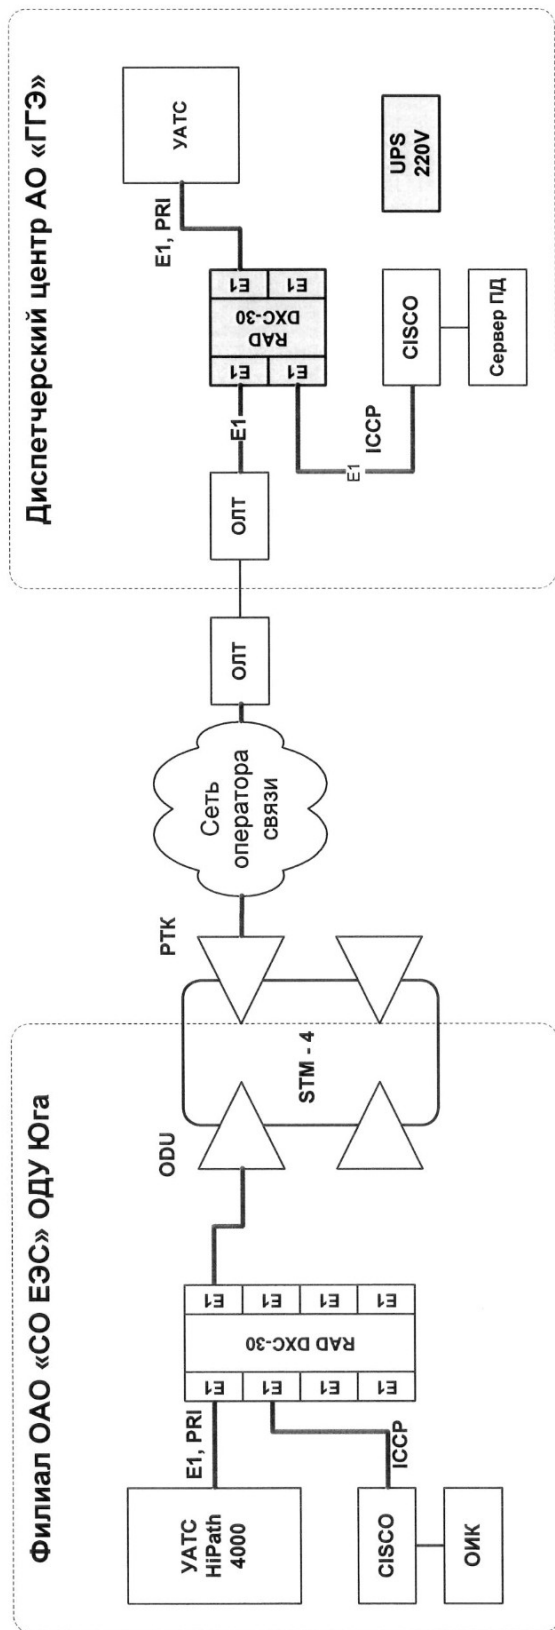 Филиал ОАО «СО ЕЭС» ОДУ Юга
УАТС
HiPath
4000
E1, PRI
CISCO
ОИК
ICCP
E1
E1
E1
E1
RAD DXC-30
E1
E1
E1
E1
ODU
STM - 4
РТК
Сеть
оператора
связи
ОЛТ
Диспетчерский центр АО «ГГЭ»
ОЛТ
E1
E1
E1
RAD
DXC-30
E1
E1
E1, PRI
УАТС
E1
ICCP
CISCO
Сервер ПД
UPS
220V